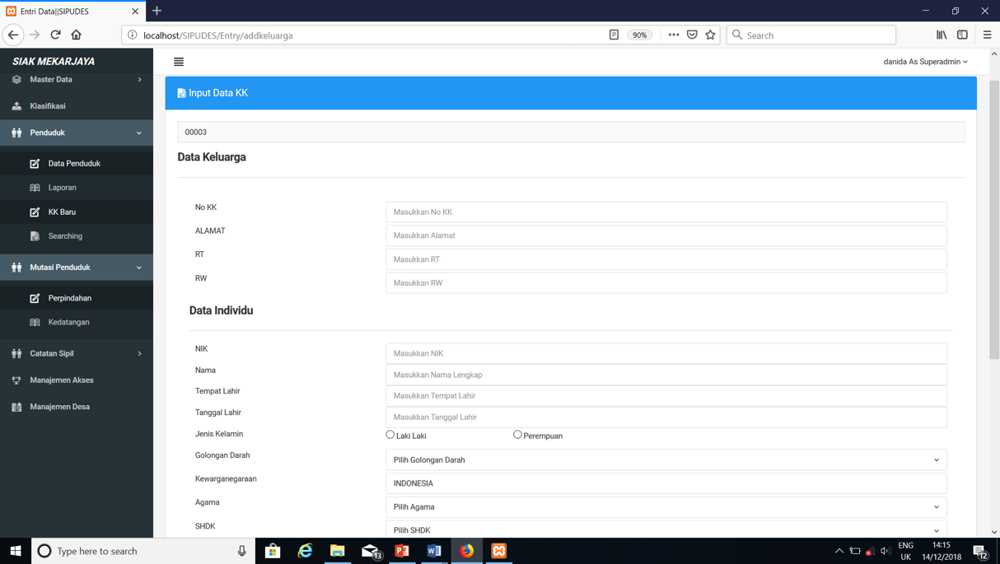 Entri Data||SIPUDES
localhost/SIPUDES/Entry/addkeluarga
90%
Search
SIAK MEKARJAYA
danida As Superadmin
Master Data
Klasifikasi
Penduduk
Data Penduduk
Laporan
KK Baru
Searching
Mutasi Penduduk
Perpindahan
Kedatangan
Catatan Sipil
Manajemen Akses
Manajemen Desa
Input Data KK
00003
Data Keluarga
No KK
Masukkan No KK
ALAMAT
Masukkan Alamat
RT
Masukkan RT
RW
Masukkan RW
Data Individu
NIK
Masukkan NIK
Nama
Masukkan Nama Lengkap
Tempat Lahir
Masukkan Tempat Lahir
Tanggal Lahir
Masukkan Tanggal Lahir
Jenis Kelamin
Laki Laki Perempuan
Golongan Darah
Pilih Golongan Darah
Kewarganegaraan
INDONESIA
Agama
Pilih Agama
SHDK
Pilih SHDK
Type here to search
13
ENG
UK
14:15
14/12/2018
12